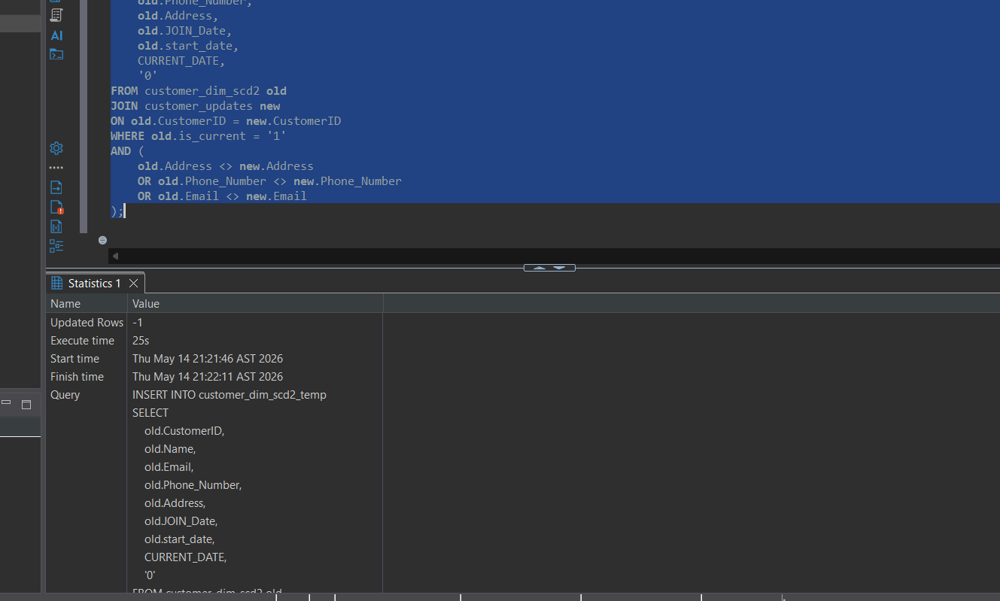 old.Phone_Number,
old.Address,
old.JOIN_Date,
old.start_date,
CURRENT_DATE,
'0'
FROM customer_dim_scd2 old
JOIN customer_updates new
ON old.CustomerID = new.CustomerID
WHERE old.is_current = '1'
AND (
old.Address <> new.Address
OR old.Phone_Number <> new.Phone_Number
OR old.Email <> new.Email
);
AI
Statistics 1
Name Value
Updated Rows -1
Execute time 25s
Start time Thu May 14 21:21:46 AST 2026
Finish time Thu May 14 21:22:11 AST 2026
Query INSERT INTO customer_dim_scd2_temp
SELECT
old.CustomerID,
old.Name,
old.Email,
old.Phone_Number,
old.Address,
old.JOIN_Date,
old.start_date,
CURRENT_DATE,
'0'
FROM customer_dim_scd2 old